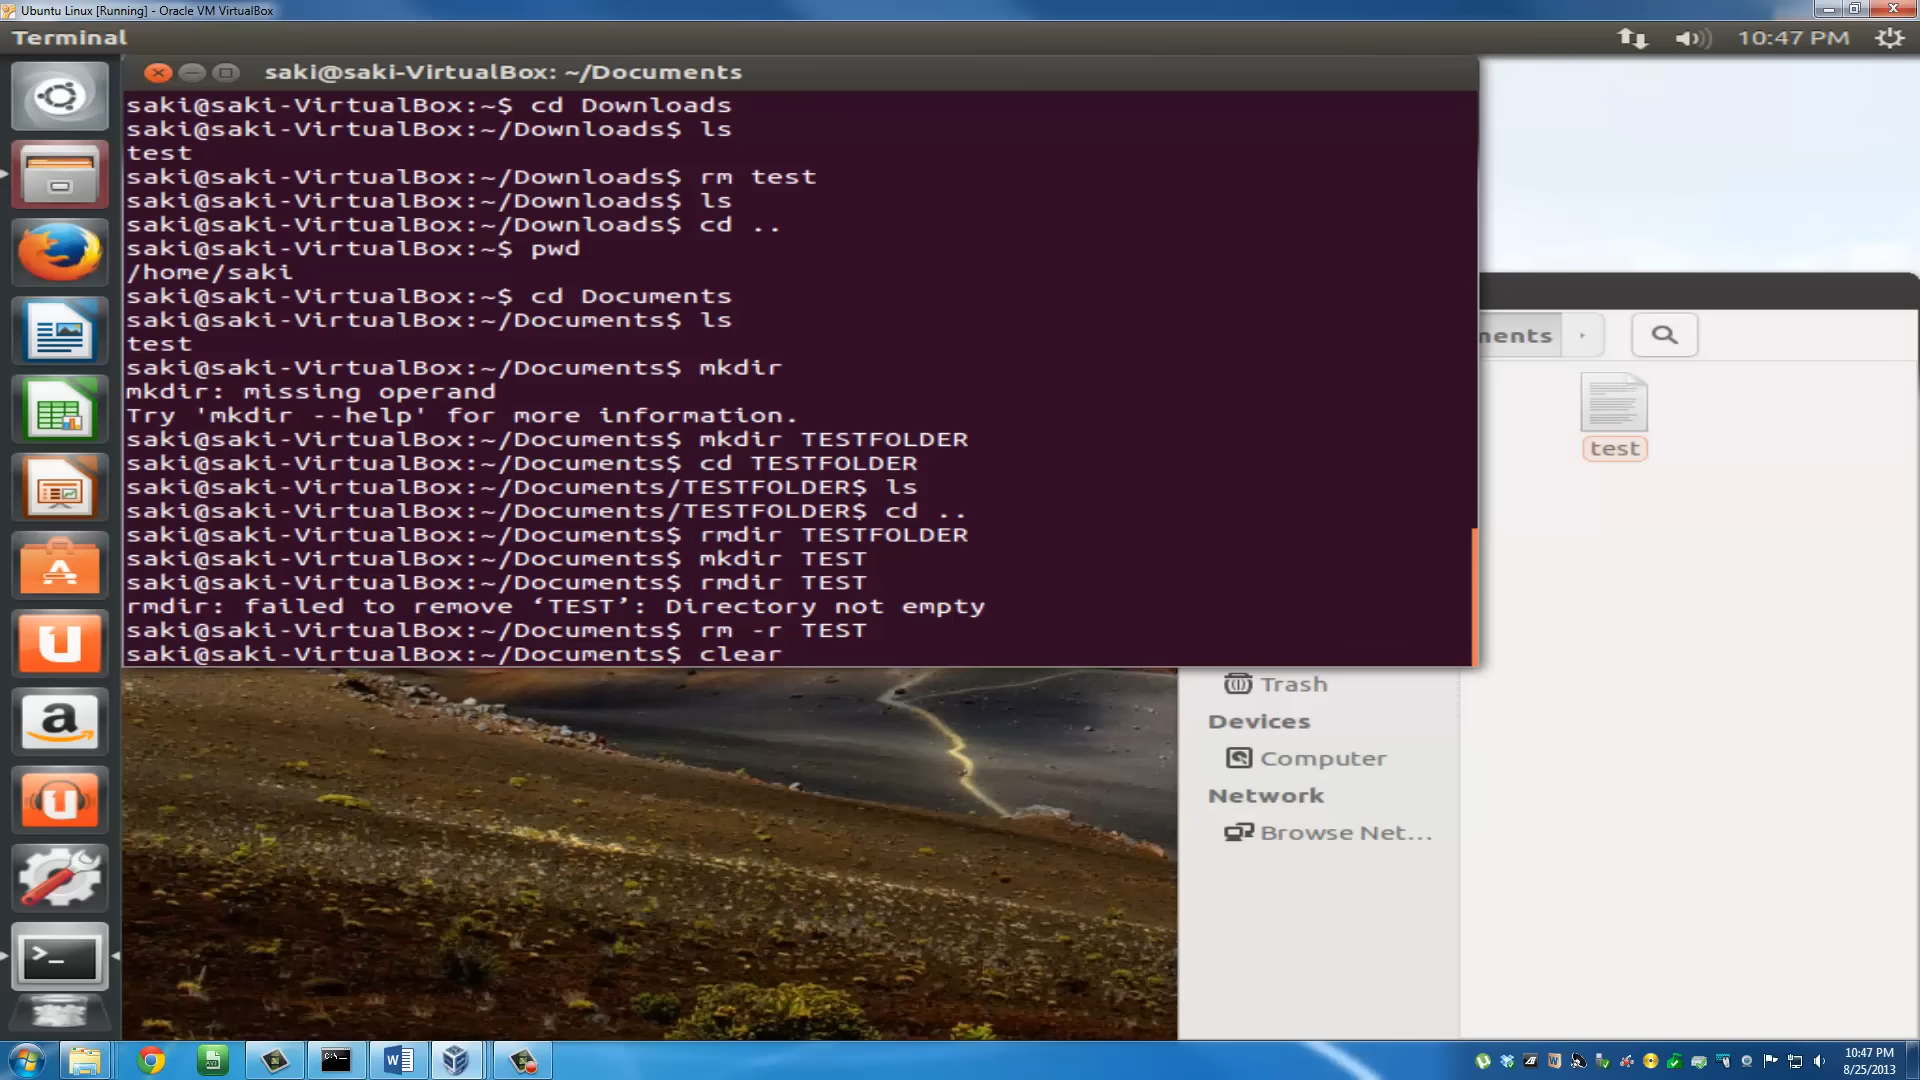 Ubuntu Linux [Running] - Oracle VM VirtualBox
Terminal
10:47 PM
saki@saki-VirtualBox: ~/Documents
saki@saki-VirtualBox:~$ cd Downloads
saki@saki-VirtualBox:~/Downloads$ ls
test
saki@saki-VirtualBox:~/Downloads$ rm test
saki@saki-VirtualBox:~/Downloads$ ls
saki@saki-VirtualBox:~/Downloads$ cd ..
saki@saki-VirtualBox:~$ pwd
/home/saki
saki@saki-VirtualBox:~$ cd Documents
saki@saki-VirtualBox:~/Documents$ ls
test
saki@saki-VirtualBox:~/Documents$ mkdir
mkdir: missing operand
Try 'mkdir --help' for more information.
saki@saki-VirtualBox:~/Documents$ mkdir TESTFOLDER
saki@saki-VirtualBox:~/Documents$ cd TESTFOLDER
saki@saki-VirtualBox:~/Documents/TESTFOLDER$ ls
saki@saki-VirtualBox:~/Documents/TESTFOLDER$ cd ..
saki@saki-VirtualBox:~/Documents$ rmdir TESTFOLDER
saki@saki-VirtualBox:~/Documents$ mkdir TEST
saki@saki-VirtualBox:~/Documents$ rmdir TEST
rmdir: failed to remove ‘TEST’: Directory not empty
saki@saki-VirtualBox:~/Documents$ rm -r TEST
saki@saki-VirtualBox:~/Documents$ clear
ments
test
Trash
Devices
Computer
Network
Browse Net...
10:47 PM
8/25/2013